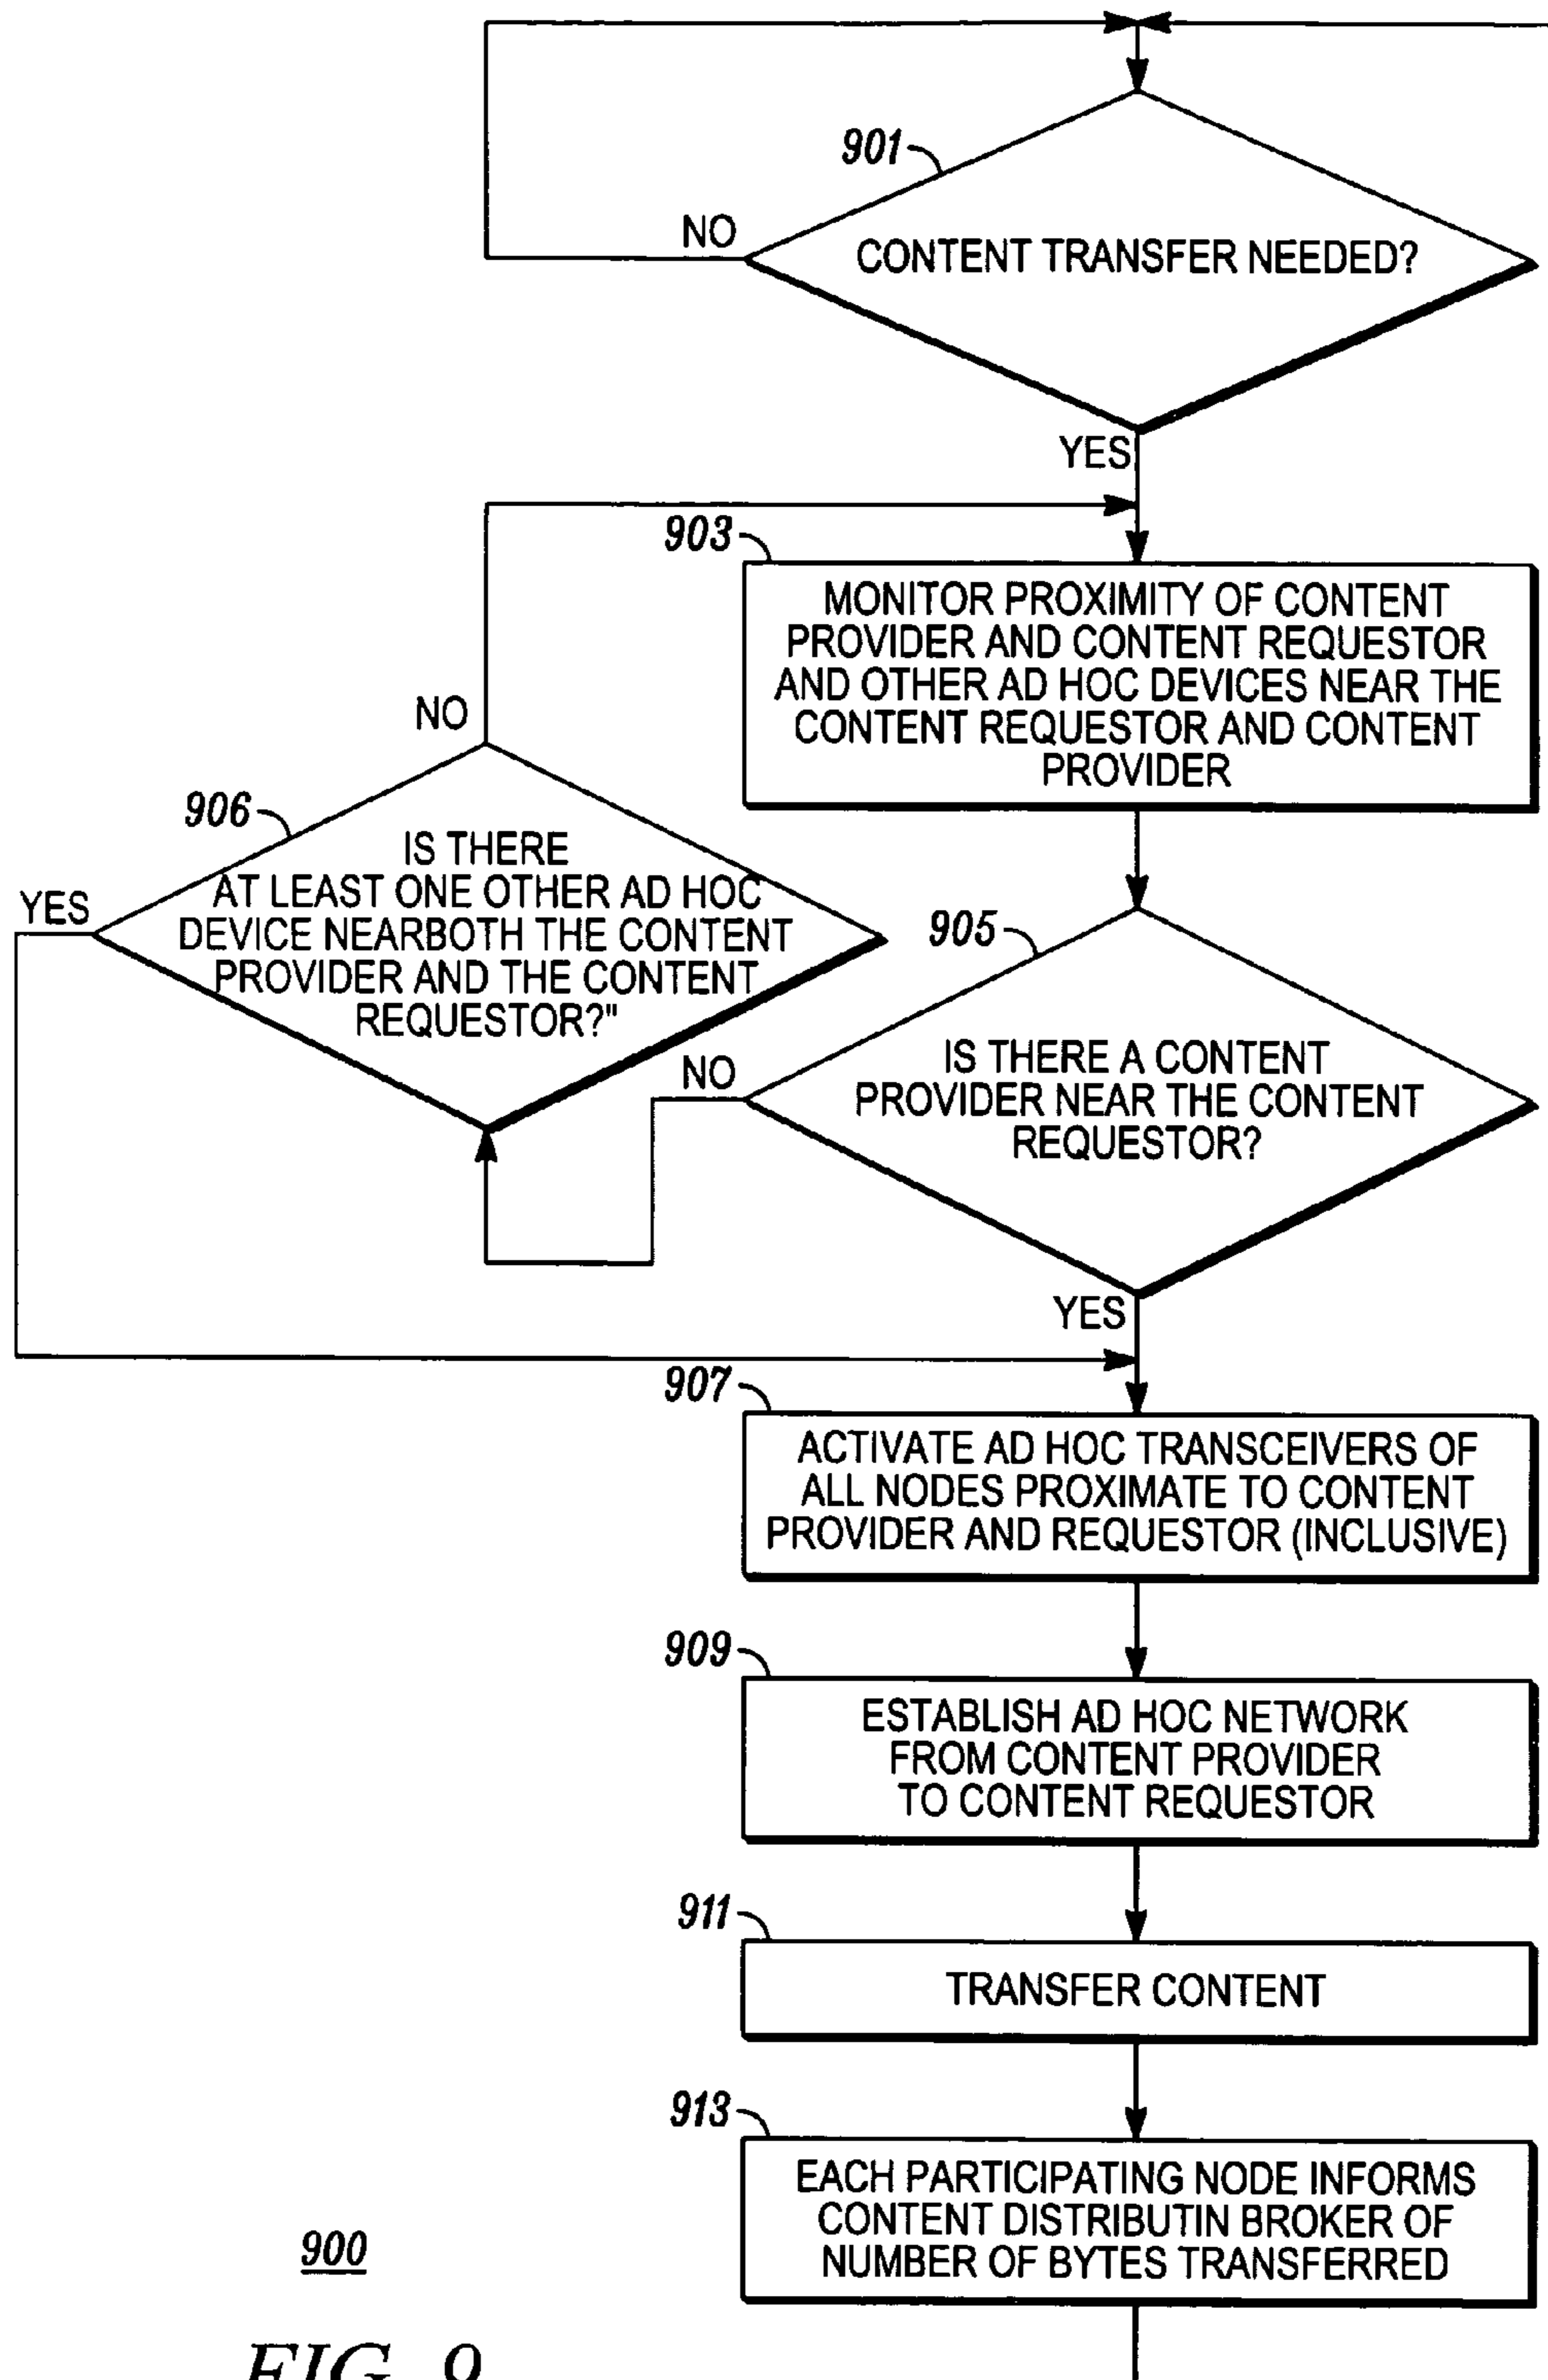 901
NO
CONTENT TRANSFER NEEDED?
YES
903
MONITOR PROXIMITY OF CONTENT
PROVIDER AND CONTENT REQUESTOR
AND OTHER AD HOC DEVICES NEAR THE
CONTENT REQUESTOR AND CONTENT
PROVIDER
NO
906
IS THERE
AT LEAST ONE OTHER AD HOC
DEVICE NEARBOTH THE CONTENT
PROVIDER AND THE CONTENT
REQUESTOR?"
YES
905
NO
IS THERE A CONTENT
PROVIDER NEAR THE CONTENT
REQUESTOR?
YES
907
ACTIVATE AD HOC TRANSCEIVERS OF
ALL NODES PROXIMATE TO CONTENT
PROVIDER AND REQUESTOR (INCLUSIVE)
909
ESTABLISH AD HOC NETWORK
FROM CONTENT PROVIDER
TO CONTENT REQUESTOR
911
TRANSFER CONTENT
913
EACH PARTICIPATING NODE INFORMS
CONTENT DISTRIBUTIN BROKER OF
NUMBER OF BYTES TRANSFERRED
900
FIG. 9